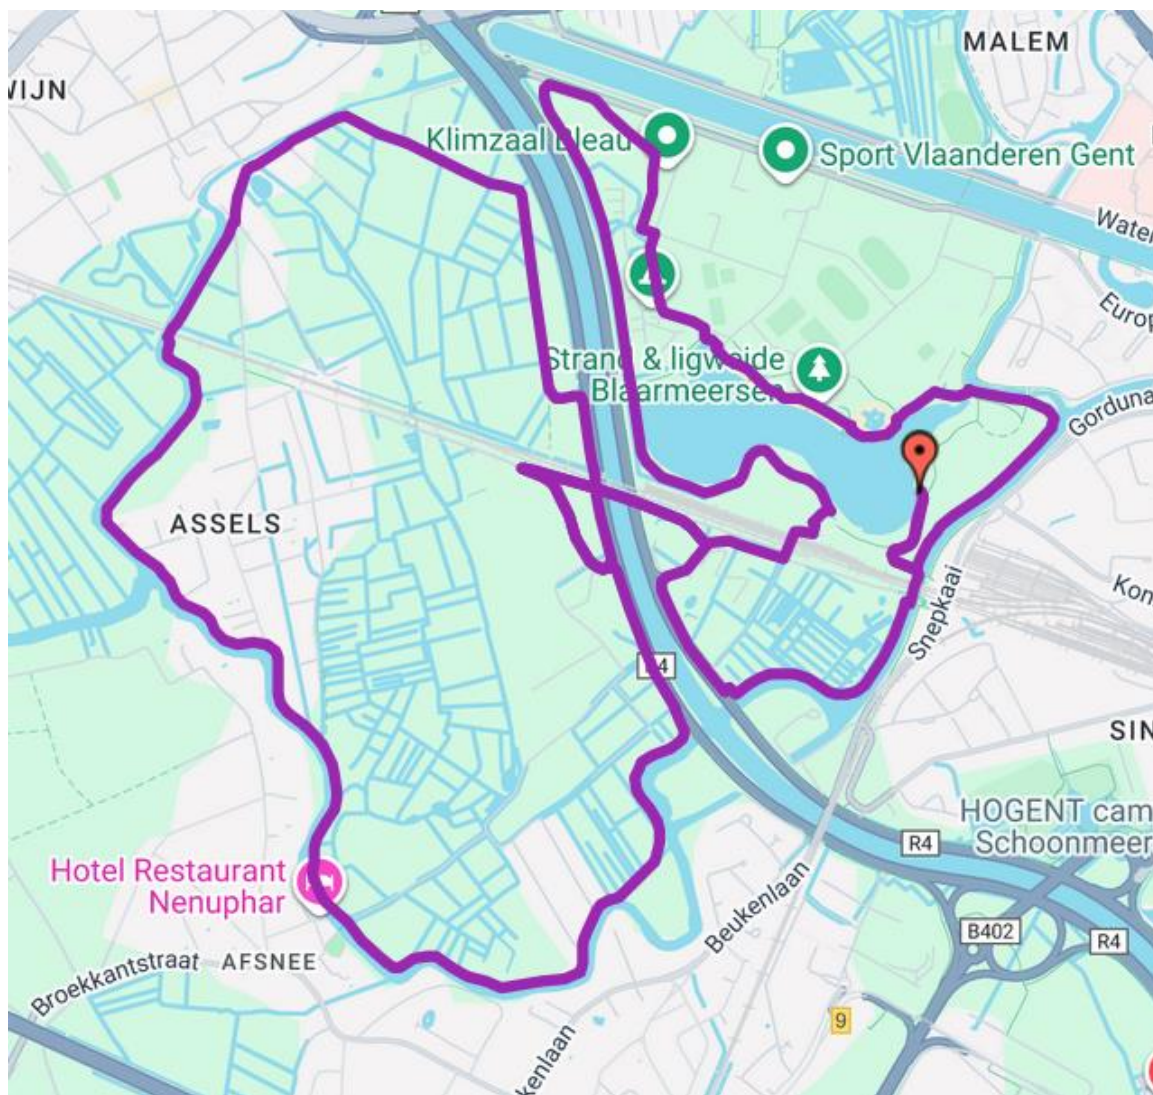 MALEM
WIJN
Klimzaal Bleau
Sport Vlaanderen Gent
Water
Europ
Strand & ligweide
Blaarmeersen
Gorduna
ASSELS
Snepkaai
Kon
R4
SIN
HOGENT cam
Schoonmeer
R4
Hotel Restaurant
Nenuphar
Beukenlaan
B402
R4
Broekkantstraat
AFSNEE
9
kenlaan